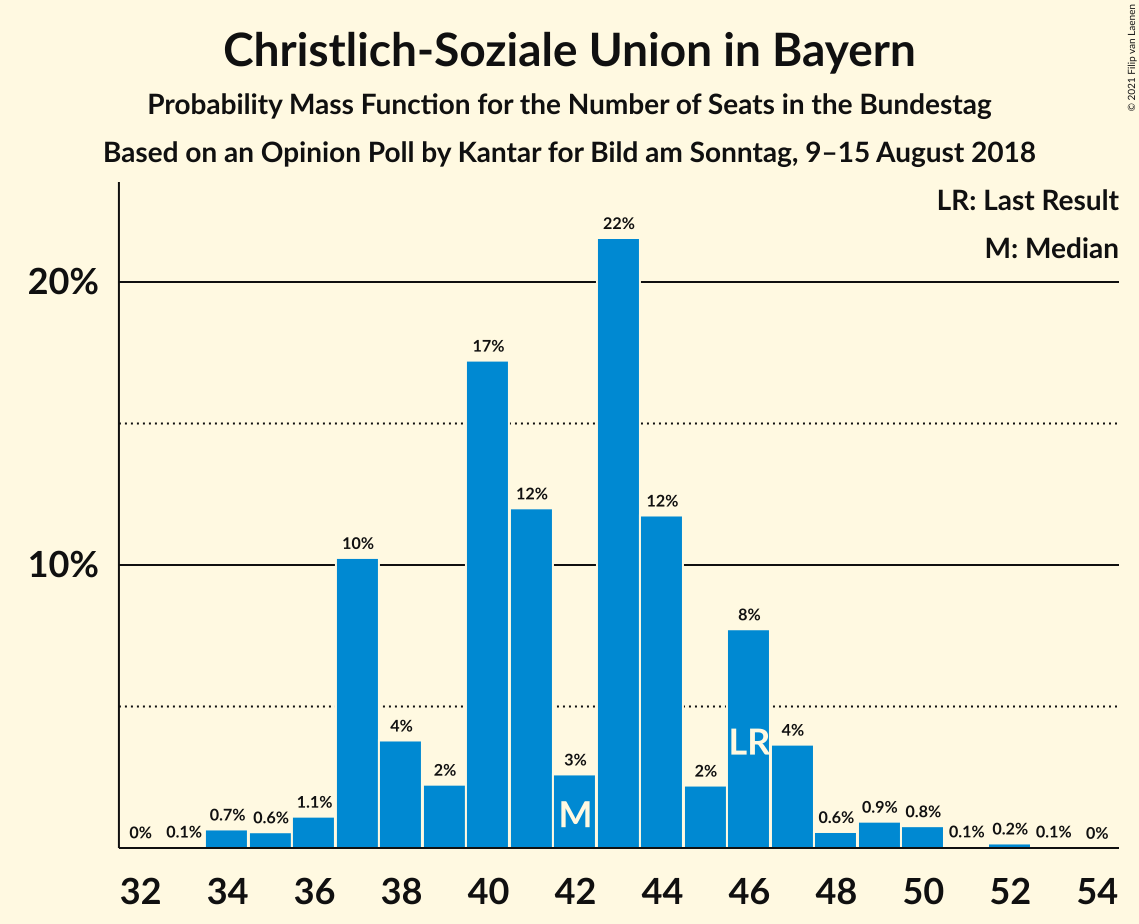 Christlich-Soziale Union in Bayern
Probability Mass Function for the Number of Seats in the Bundestag
Based on an Opinion Poll by Kantar for Bild am Sonntag, 9–15 August 2018
© 2021 Filip van Laenen
LR: Last Result
M: Median
20%
10%
0% 0.1% 0.7% 0.6% 1.1% 10% 4% 2% 17% 12% 3% 22% 12% 2% 8% 4% 0.6% 0.9% 0.8% 0.1% 0.2% 0.1% 0%
M LR
32 34 36 38 40 42 44 46 48 50 52 54